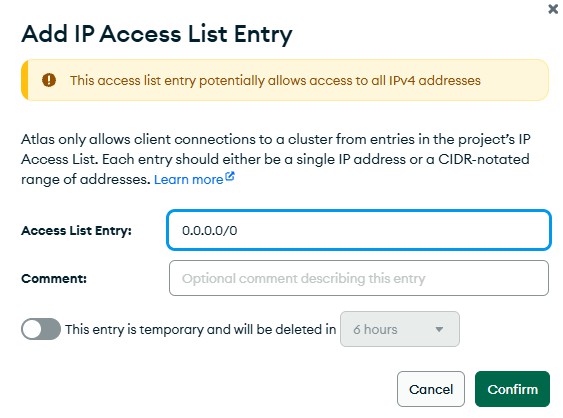 Add IP Access List Entry
This access list entry potentially allows access to all IPv4 addresses
Atlas only allows client connections to a cluster from entries in the project's IP
Access List. Each entry should either be a single IP address or a CIDR-notated
range of addresses. Learn more
Access List Entry: 0.0.0.0/0
Comment: Optional comment describing this entry
This entry is temporary and will be deleted in 6 hours
Cancel Confirm